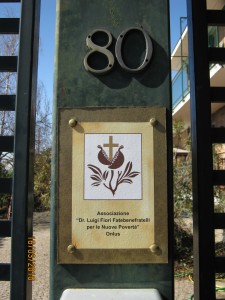 80
Associazione
"Dr. Luigi Fiori Fatebenefratelli
per le Nuove Povertà"
Onlus